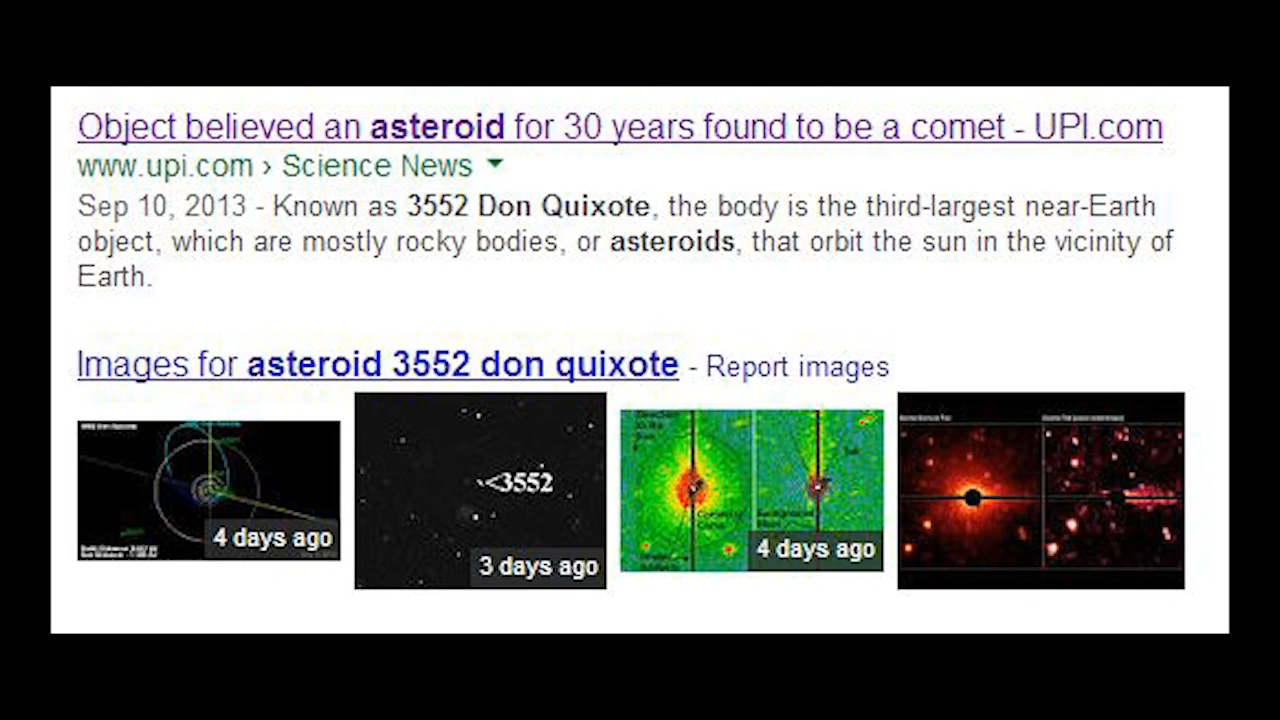 Object believed an asteroid for 30 years found to be a comet - UPI.com
www.upi.com › Science News
Sep 10, 2013 - Known as 3552 Don Quixote, the body is the third-largest near-Earth
object, which are mostly rocky bodies, or asteroids, that orbit the sun in the vicinity of
Earth.
Images for asteroid 3552 don quixote - Report images
4 days ago
<3552
3 days ago
4 days ago